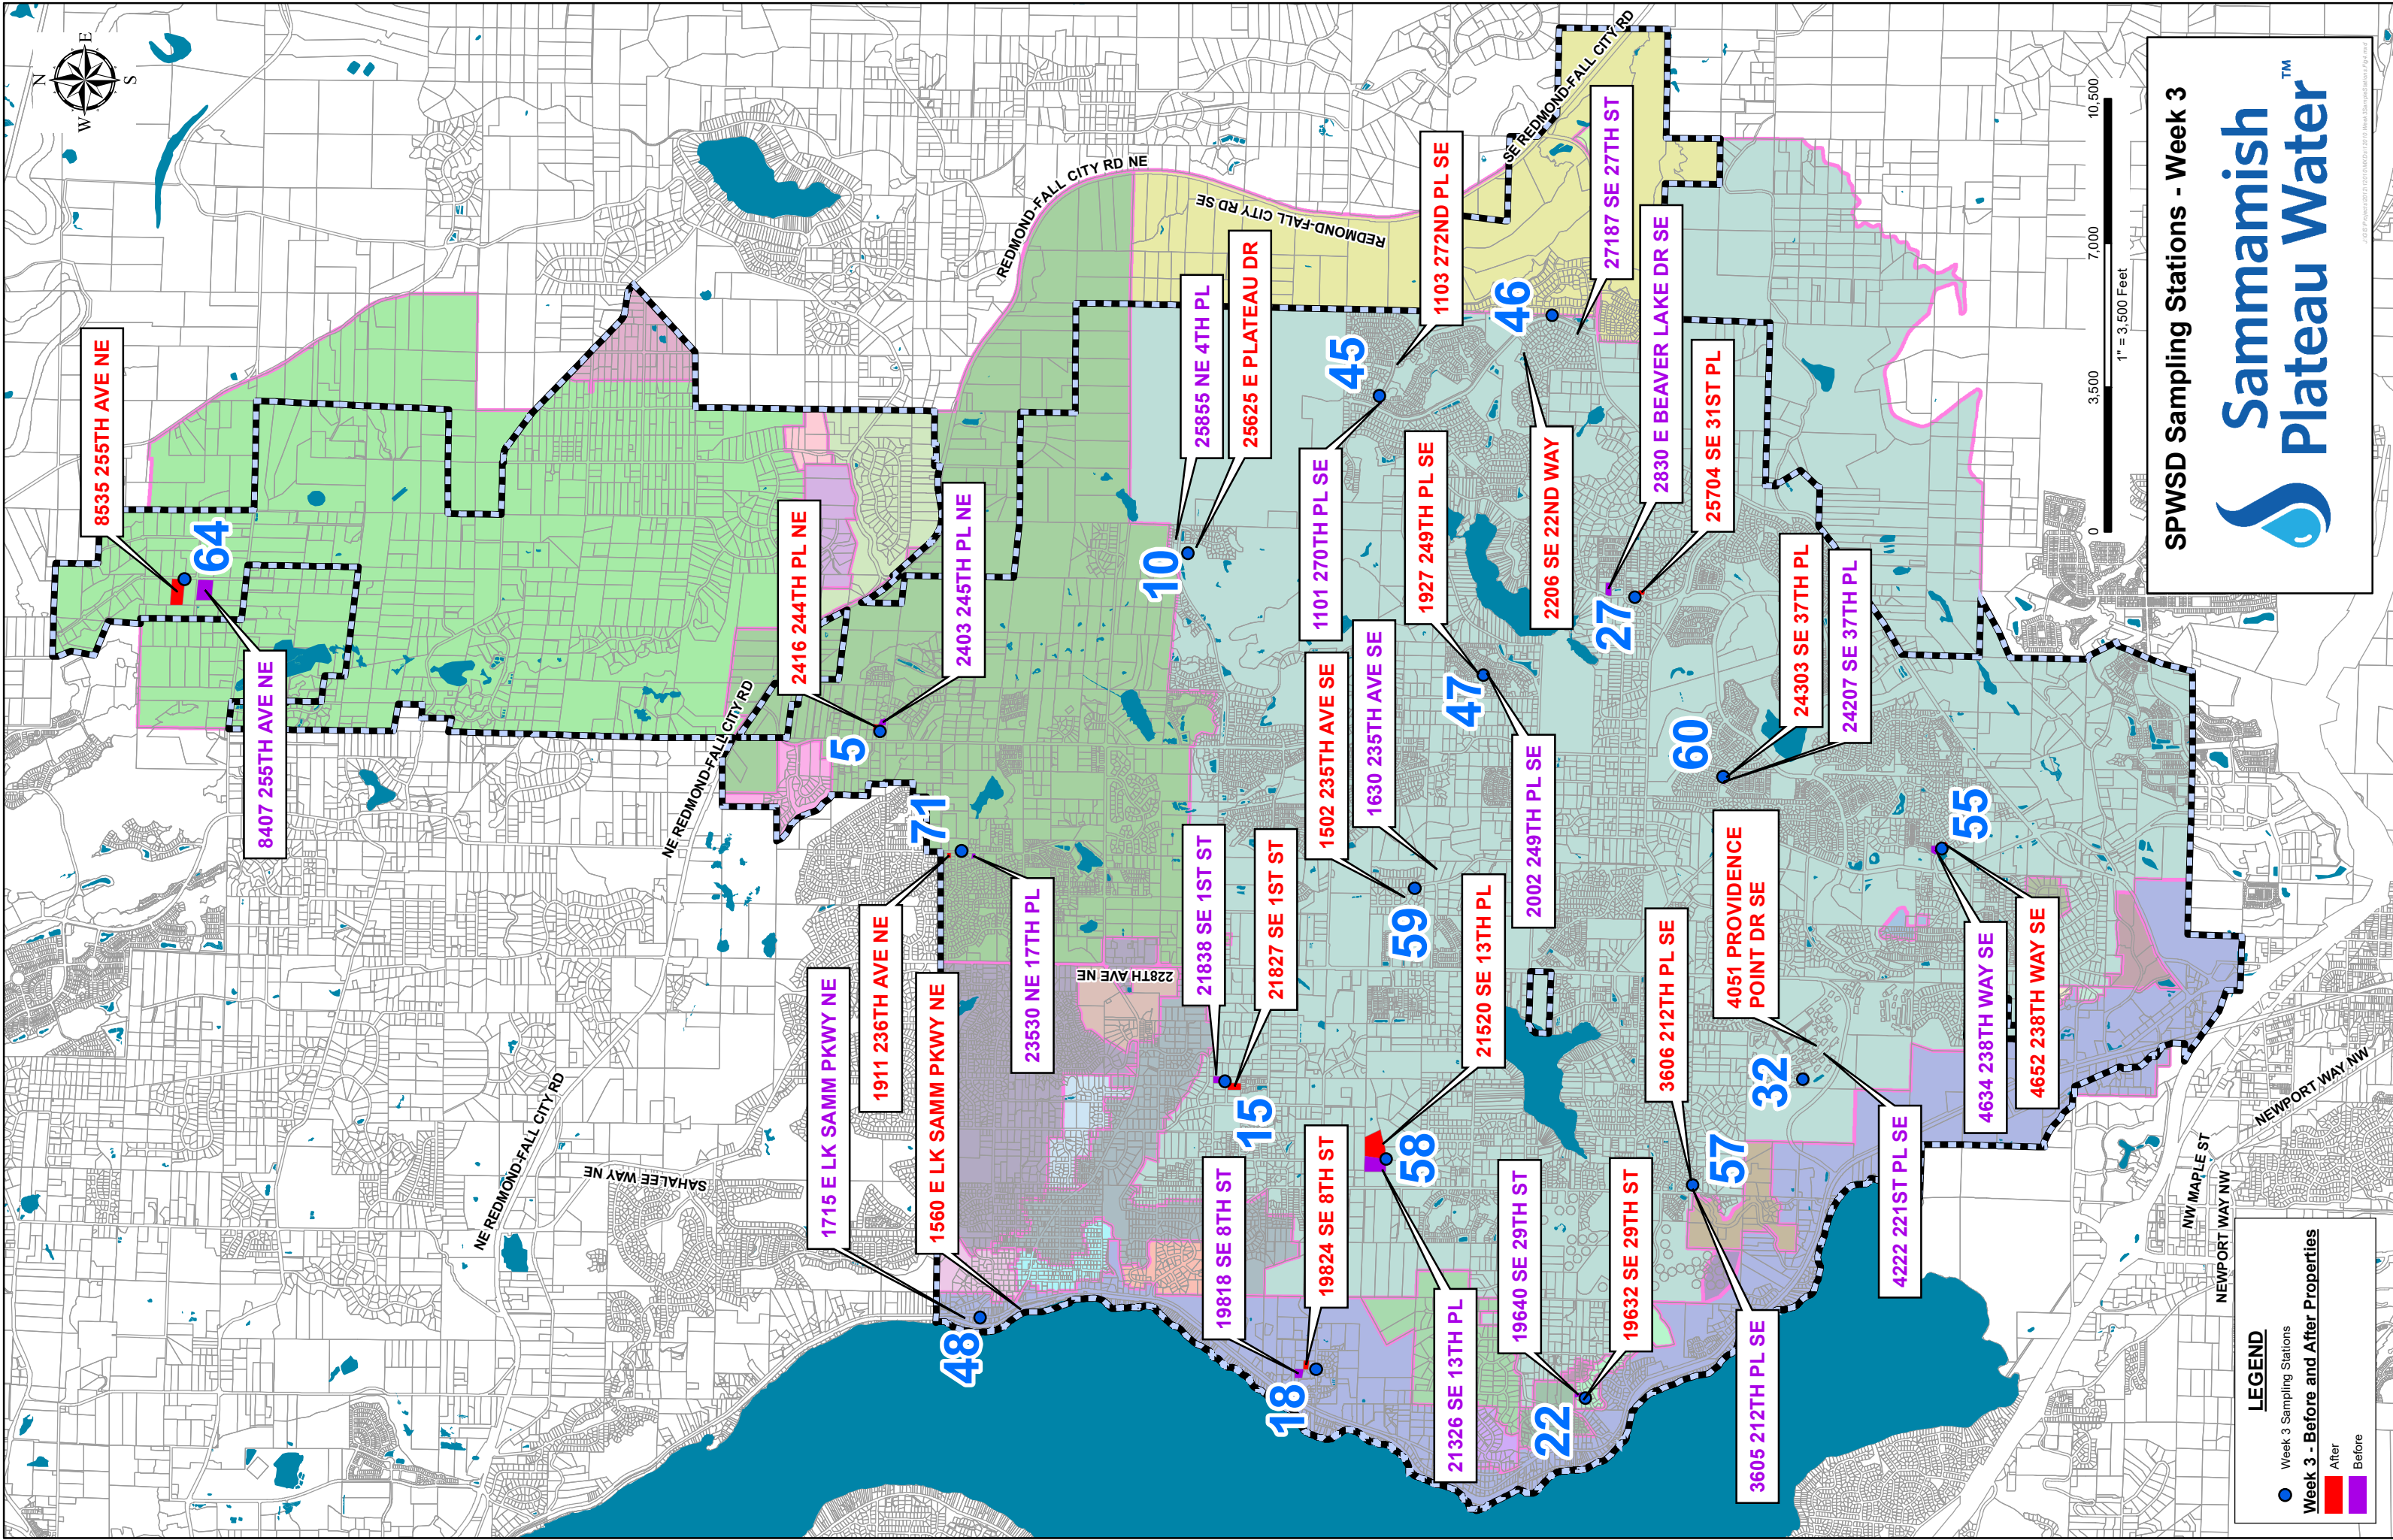 N
W
E
S
8535 255TH AVE NE
64
8407 255TH AVE NE
REDMOND-FALL CITY RD NE
REDMOND-FALL CITY RD SE
SE REDMOND-FALL CITY RD
2416 244TH PL NE
2403 245TH PL NE
5
NE REDMOND-FALL CITY RD
10
25855 NE 4TH PL
25625 E PLATEAU DR
45
1103 272ND PL SE
1101 270TH PL SE
46
27187 SE 27TH ST
2206 SE 22ND WAY
2830 E BEAVER LAKE DR SE
25704 SE 31ST PL
27
1927 249TH PL SE
47
2002 249TH PL SE
1502 235TH AVE SE
1630 235TH AVE SE
59
60
24303 SE 37TH PL
24207 SE 37TH PL
71
1911 236TH AVE NE
23530 NE 17TH PL
228TH AVE NE
21838 SE 1ST ST
21827 SE 1ST ST
15
1715 E LK SAMM PKWY NE
1560 E LK SAMM PKWY NE
48
NE REDMOND-FALL CITY RD
SAHALEE WAY NE
19818 SE 8TH ST
19824 SE 8TH ST
18
21520 SE 13TH PL
58
21326 SE 13TH PL
19640 SE 29TH ST
19632 SE 29TH ST
22
3606 212TH PL SE
57
3605 212TH PL SE
4051 PROVIDENCE
POINT DR SE
32
4222 221ST PL SE
55
4634 238TH WAY SE
4652 238TH WAY SE
NEWPORT WAY NW
NW MAPLE ST
NEWPORT WAY NW
0 3,500 7,000 10,500
1" = 3,500 Feet
SPWSD Sampling Stations - Week 3
Sammamish
Plateau Water™
LEGEND
Week 3 Sampling Stations
Week 3 - Before and After Properties
After
Before